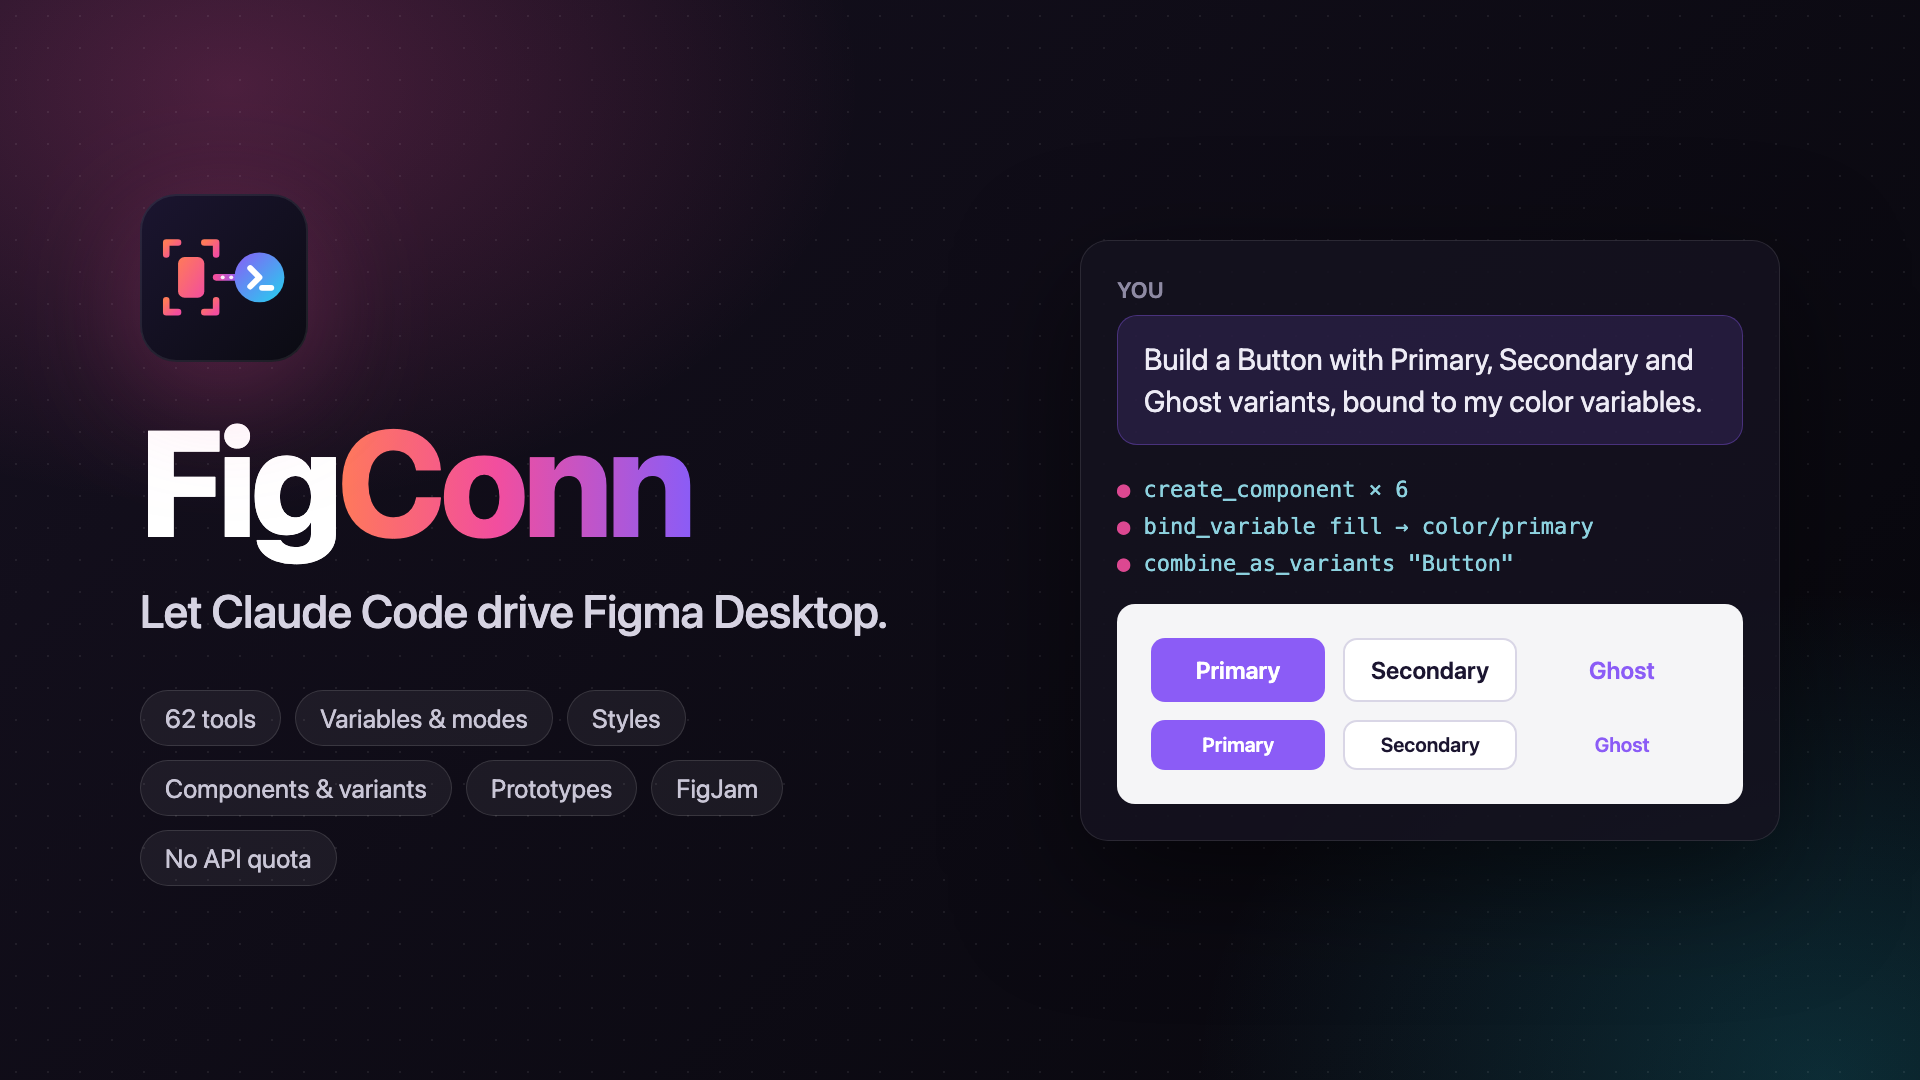 FigConn
Let Claude Code drive Figma Desktop.
62 tools
Variables & modes
Styles
Components & variants
Prototypes
FigJam
No API quota
YOU
Build a Button with Primary, Secondary and
Ghost variants, bound to my color variables.
create_component × 6
bind_variable fill → color/primary
combine_as_variants "Button"
Primary
Secondary
Ghost
Primary
Secondary
Ghost